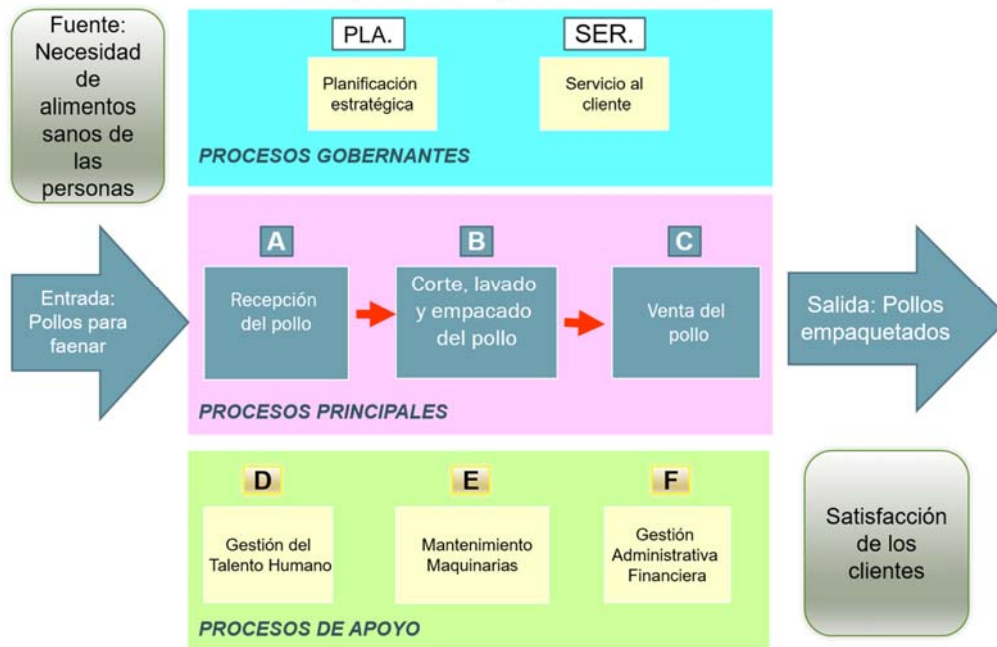 Fuente:
Necesidad
de
alimentos
sanos de
las
personas
PLA.
Planificación
estratégica
SER.
Servicio al
cliente
PROCESOS GOBERNANTES
Entrada:
Pollos para
faenar
A
Recepción
del pollo
B
Corte, lavado
y empacado
del pollo
C
Venta del
pollo
PROCESOS PRINCIPALES
Salida: Pollos
empaquetados
D
Gestión del
Talento Humano
E
Mantenimiento
Maquinarias
F
Gestión
Administrativa
Financiera
PROCESOS DE APOYO
Satisfacción
de los
clientes